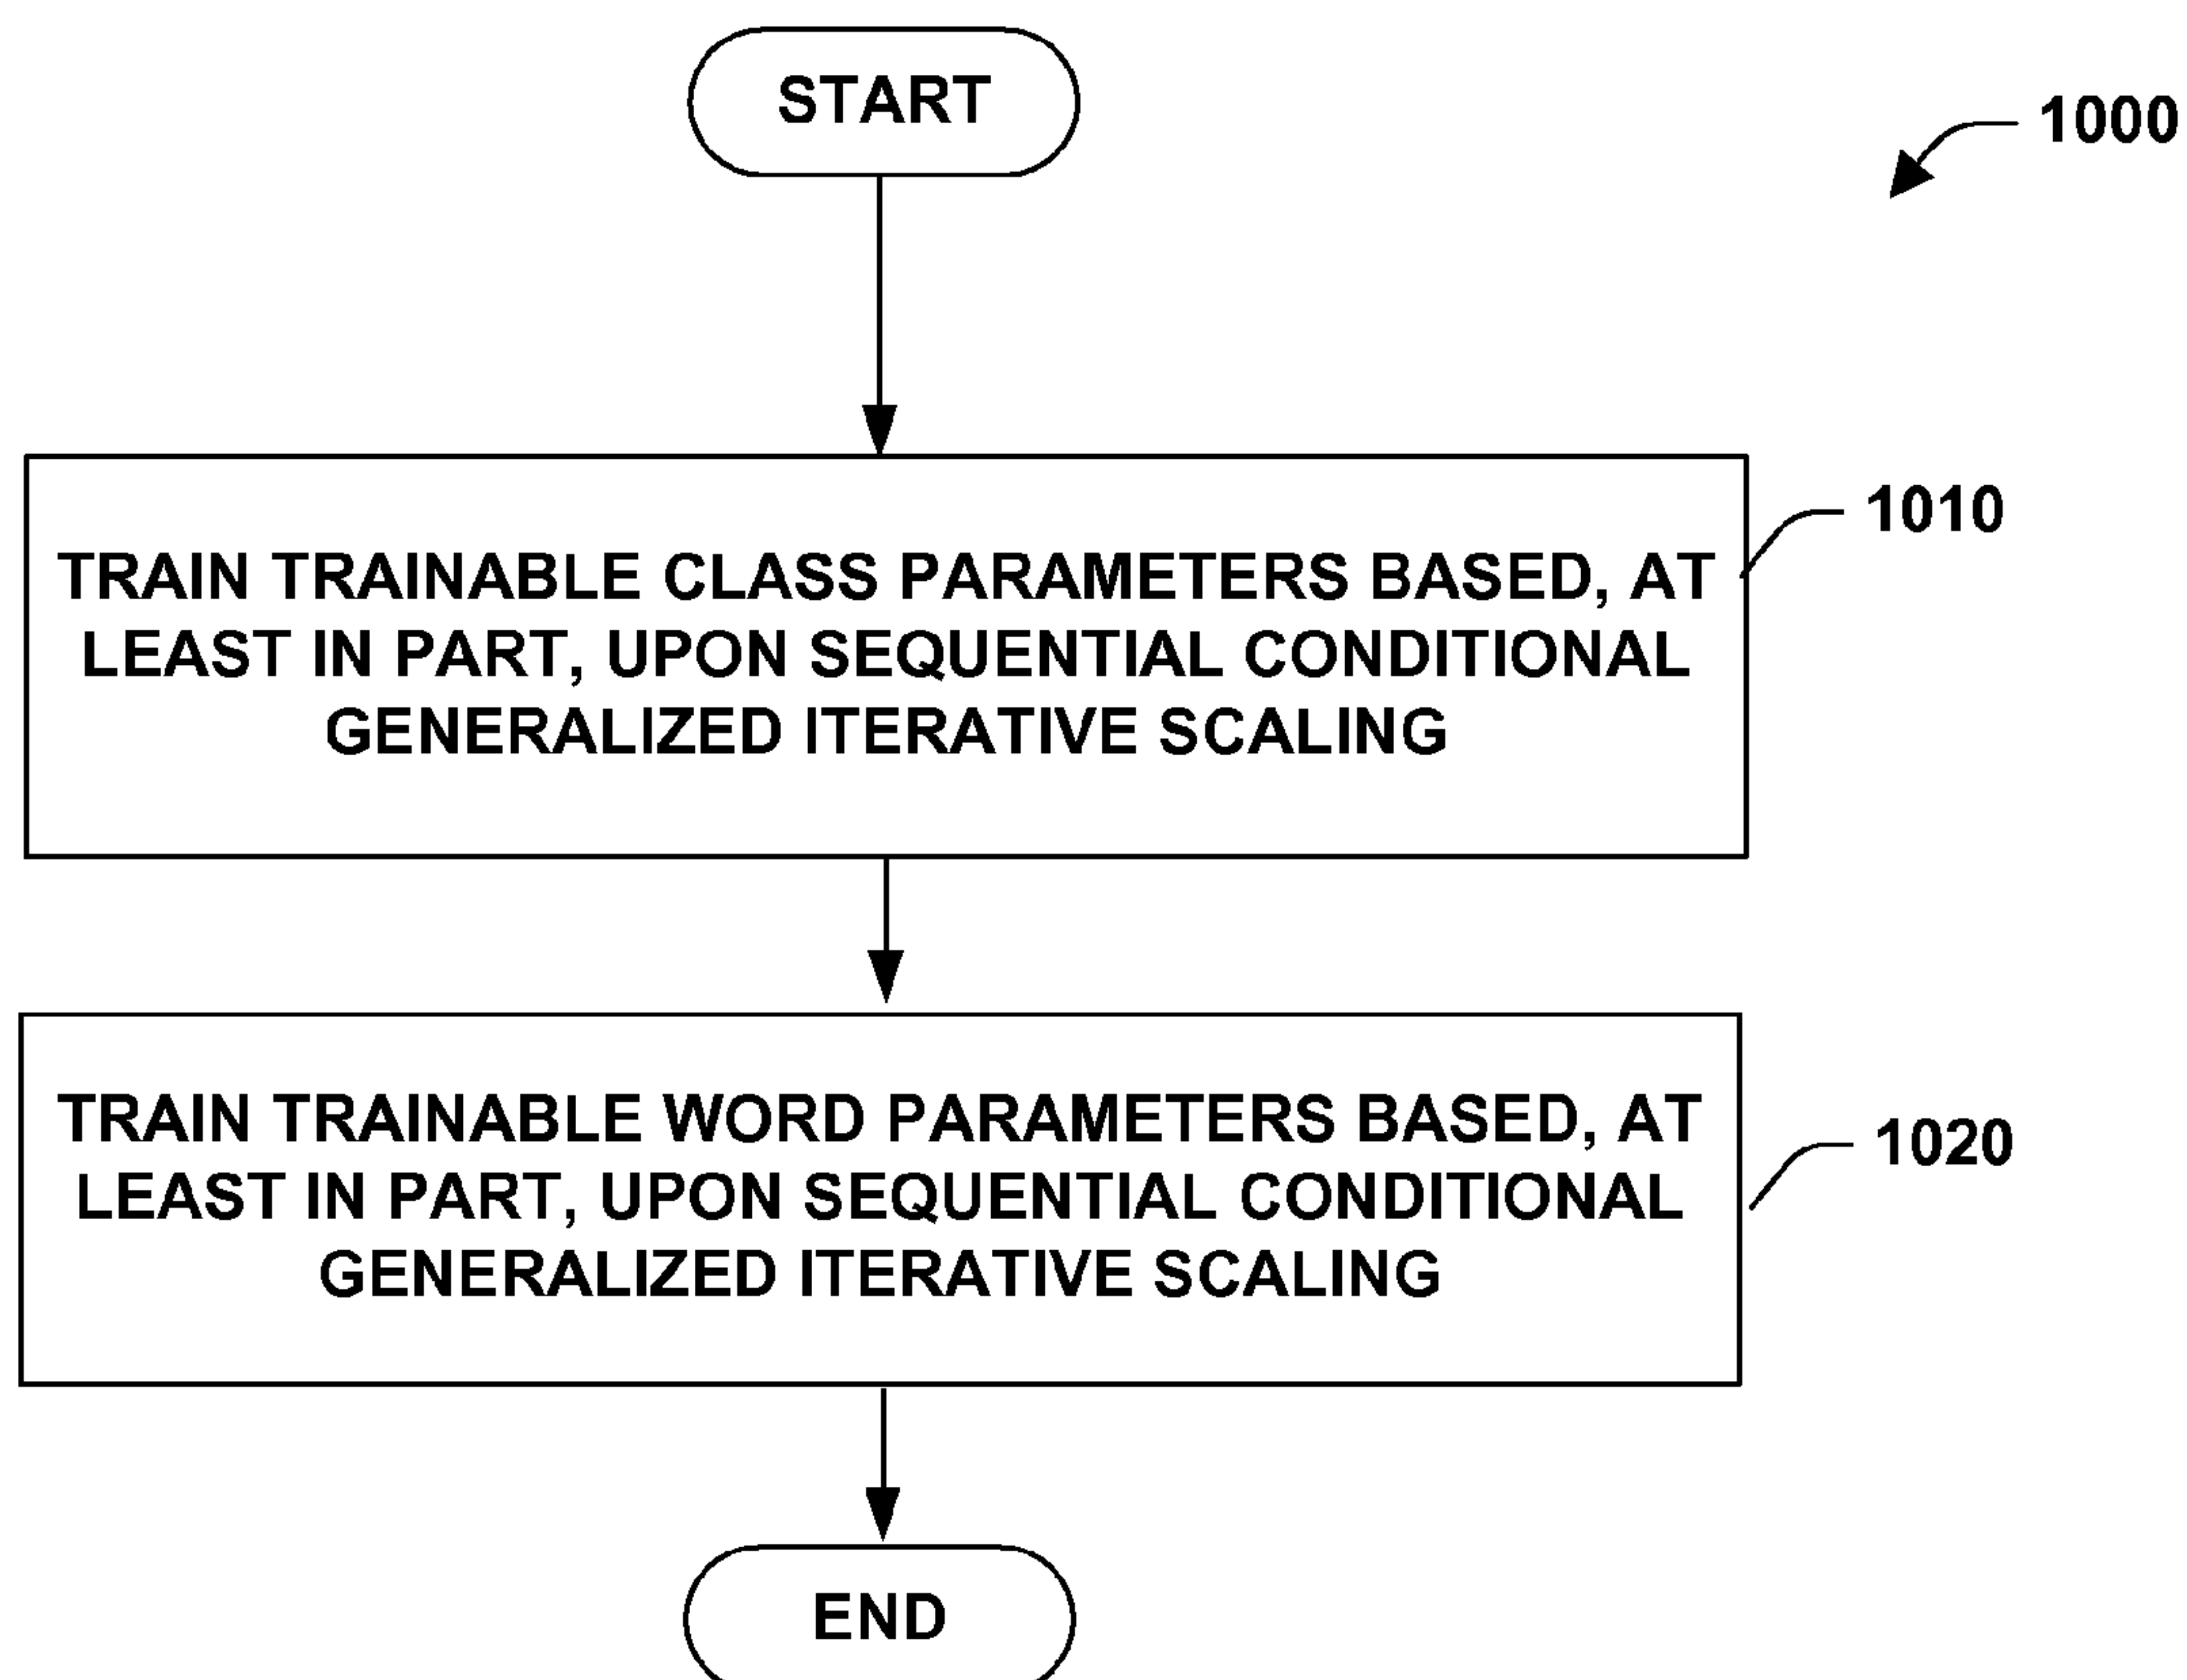 START
1000
1010
TRAIN TRAINABLE CLASS PARAMETERS BASED, AT
LEAST IN PART, UPON SEQUENTIAL CONDITIONAL
GENERALIZED ITERATIVE SCALING
TRAIN TRAINABLE WORD PARAMETERS BASED, AT
LEAST IN PART, UPON SEQUENTIAL CONDITIONAL
GENERALIZED ITERATIVE SCALING
1020
END